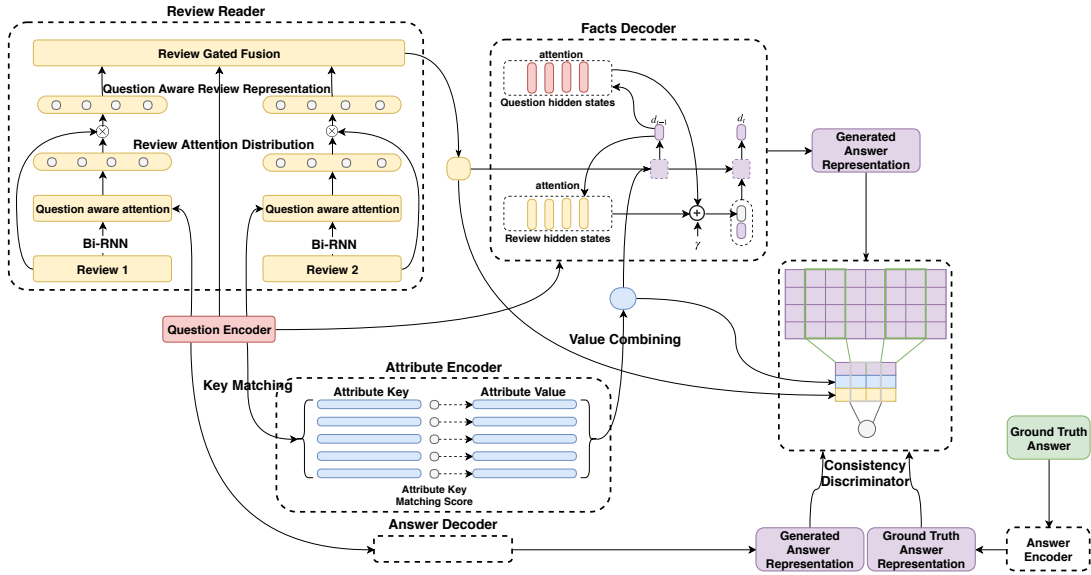 Review Reader
Review Gated Fusion
Question Aware Review Representation
Review Attention Distribution
Question aware attention
Question aware attention
Bi-RNN
Bi-RNN
Review 1
Review 2
Facts Decoder
attention
Question hidden states
d_{t-1}
d_t
attention
Review hidden states
+
γ
Generated
Answer
Representation
Question Encoder
Key Matching
Value Combining
Attribute Encoder
Attribute Key
Attribute Value
Attribute Key
Matching Score
Consistency
Discriminator
Ground Truth
Answer
Answer Decoder
Generated
Answer
Representation
Ground Truth
Answer
Representation
Answer
Encoder